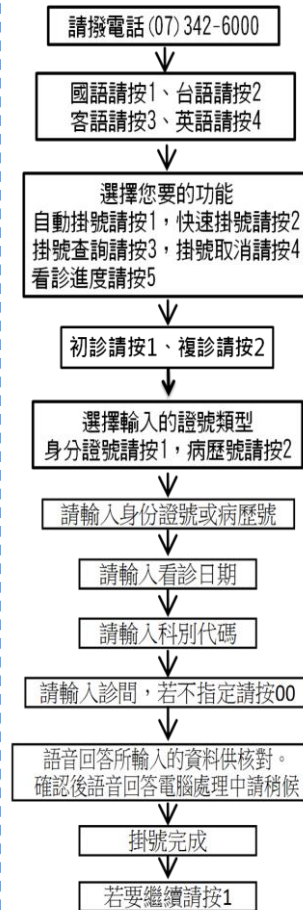 請撥電話(07)342-6000
國語請按1、台語請按2
客語請按3、英語請按4
選擇您要的功能
自動掛號請按1，快速掛號請按2
掛號查詢請按3，掛號取消請按4
看診進度請按5
初診請按1、複診請按2
選擇輸入的證號類型
身分證號請按1，病歷號請按2
請輸入身份證號或病歷號
請輸入看診日期
請輸入科別代碼
請輸入診間，若不指定請按00
語音回答所輸入的資料供核對。
確認後語音回答電腦處理中請稍候
掛號完成
若要繼續請按1